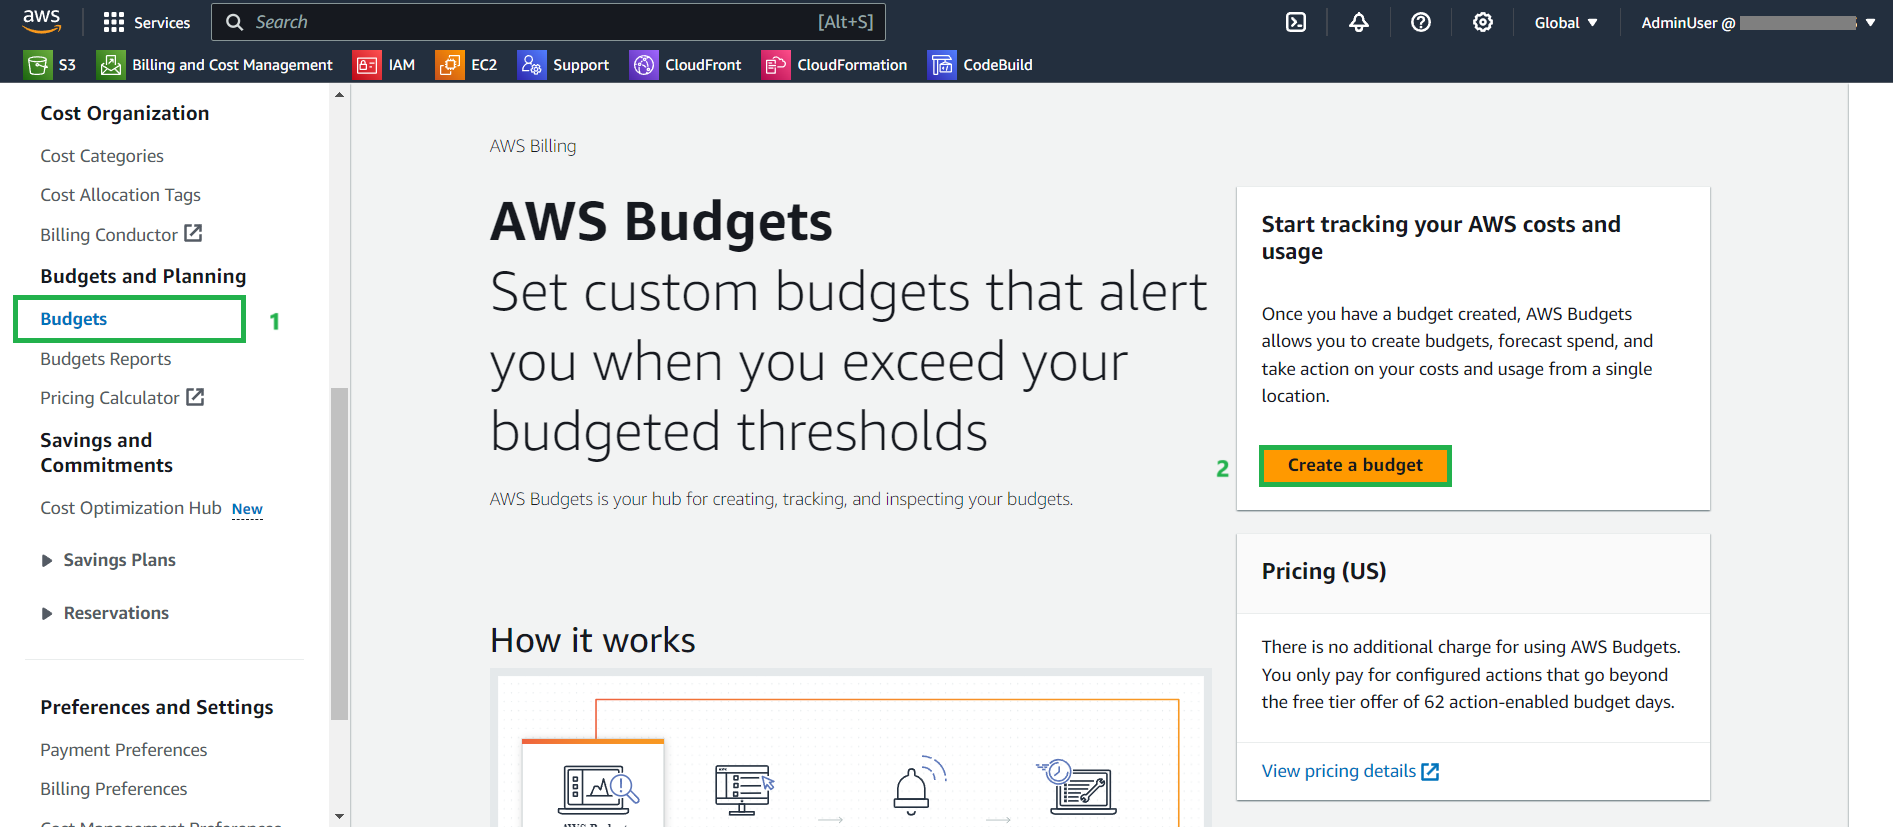 aws
Services
Search
[Alt+S]
Global
AdminUser @
S3
Billing and Cost Management
IAM
EC2
Support
CloudFront
CloudFormation
CodeBuild
Cost Organization
Cost Categories
Cost Allocation Tags
Billing Conductor
Budgets and Planning
Budgets
1
Budgets Reports
Pricing Calculator
Savings and
Commitments
Cost Optimization Hub New
Savings Plans
Reservations
Preferences and Settings
Payment Preferences
Billing Preferences
Cost Management Preferences
AWS Billing
AWS Budgets
Set custom budgets that alert
you when you exceed your
budgeted thresholds
AWS Budgets is your hub for creating, tracking, and inspecting your budgets.
How it works
Start tracking your AWS costs and
usage
Once you have a budget created, AWS Budgets
allows you to create budgets, forecast spend, and
take action on your costs and usage from a single
location.
2
Create a budget
Pricing (US)
There is no additional charge for using AWS Budgets.
You only pay for configured actions that go beyond
the free tier offer of 62 action-enabled budget days.
View pricing details